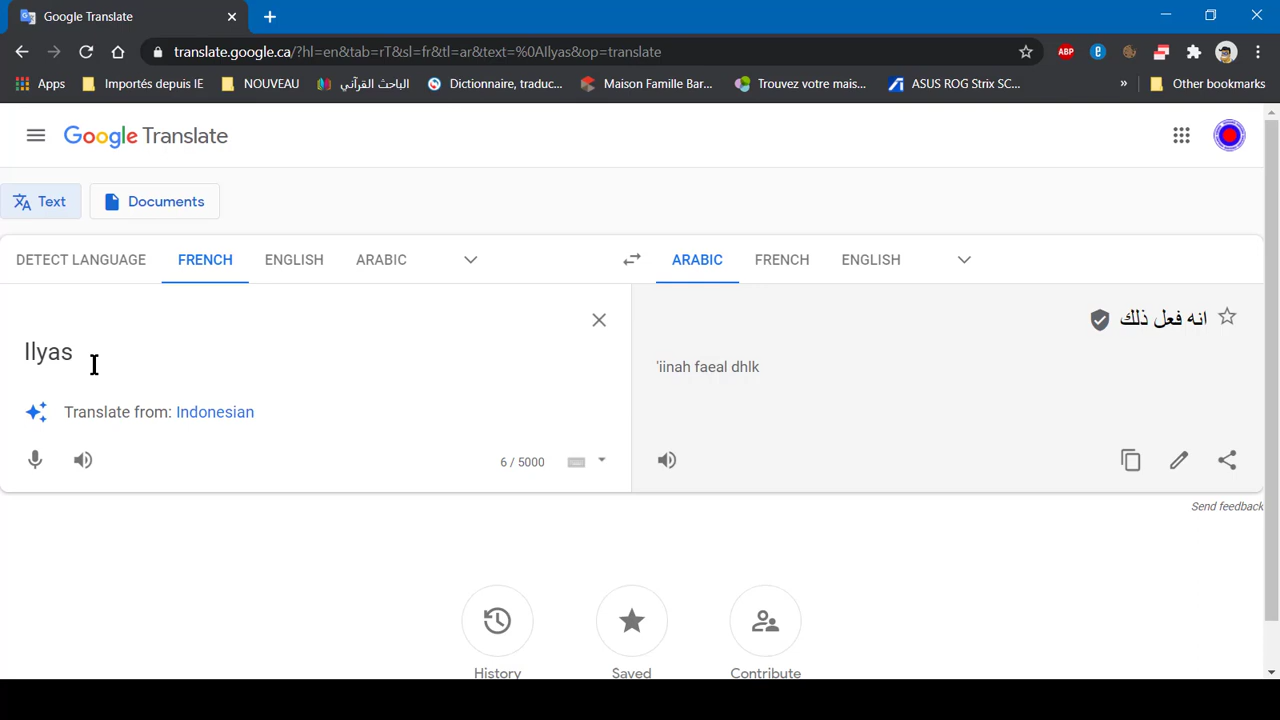 Google Translate
translate.google.ca/?hl=en&tab=rT&sl=fr&tl=ar&text=%0AIlyas&op=translate
ABP
Apps
Importés depuis IE
NOUVEAU
الباحث القرآني
Dictionnaire, traduc...
Maison Famille Bar...
Trouvez votre mais...
ASUS ROG Strix SC...
»
Other bookmarks
Google Translate
Text
Documents
DETECT LANGUAGE
FRENCH
ENGLISH
ARABIC
ARABIC
FRENCH
ENGLISH
Ilyas
Translate from: Indonesian
6 / 5000
انه فعل ذلك
'iinah faeal dhlk
Send feedback
History
Saved
Contribute